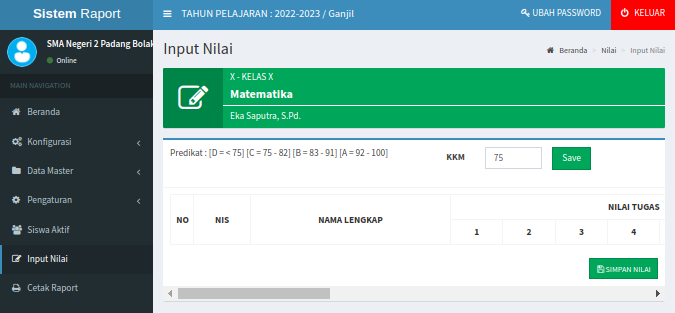 Sistem Raport
TAHUN PELAJARAN : 2022-2023 / Ganjil
UBAH PASSWORD
KELUAR
SMA Negeri 2 Padang Bolak
Online
MAIN NAVIGATION
Beranda
Konfigurasi
Data Master
Pengaturan
Siswa Aktif
Input Nilai
Cetak Raport
Input Nilai
Beranda > Nilai > Input Nilai
X - KELAS X
Matematika
Eka Saputra, S.Pd.
Predikat : [D = < 75] [C = 75 - 82] [B = 83 - 91] [A = 92 - 100]
KKM 75 Save
NO NIS NAMA LENGKAP NILAI TUGAS
1 2 3 4
SIMPAN NILAI